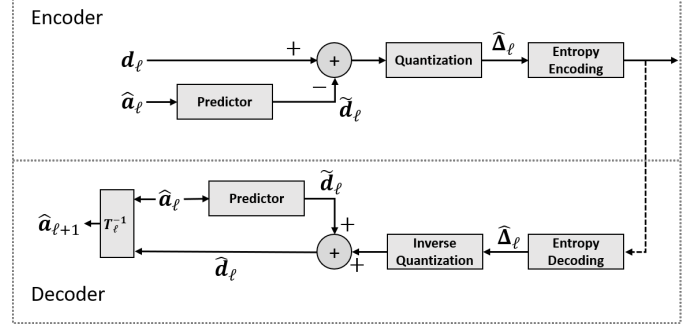 Encoder
d_ℓ
+
+
Quantization
Δ̂_ℓ
Entropy
Encoding
â_ℓ
Predictor
−
d̃_ℓ
â_ℓ
Predictor
d̃_ℓ
â_{ℓ+1}
T_ℓ^{-1}
+
+
+
d̂_ℓ
Inverse
Quantization
Δ̂_ℓ
Entropy
Decoding
Decoder